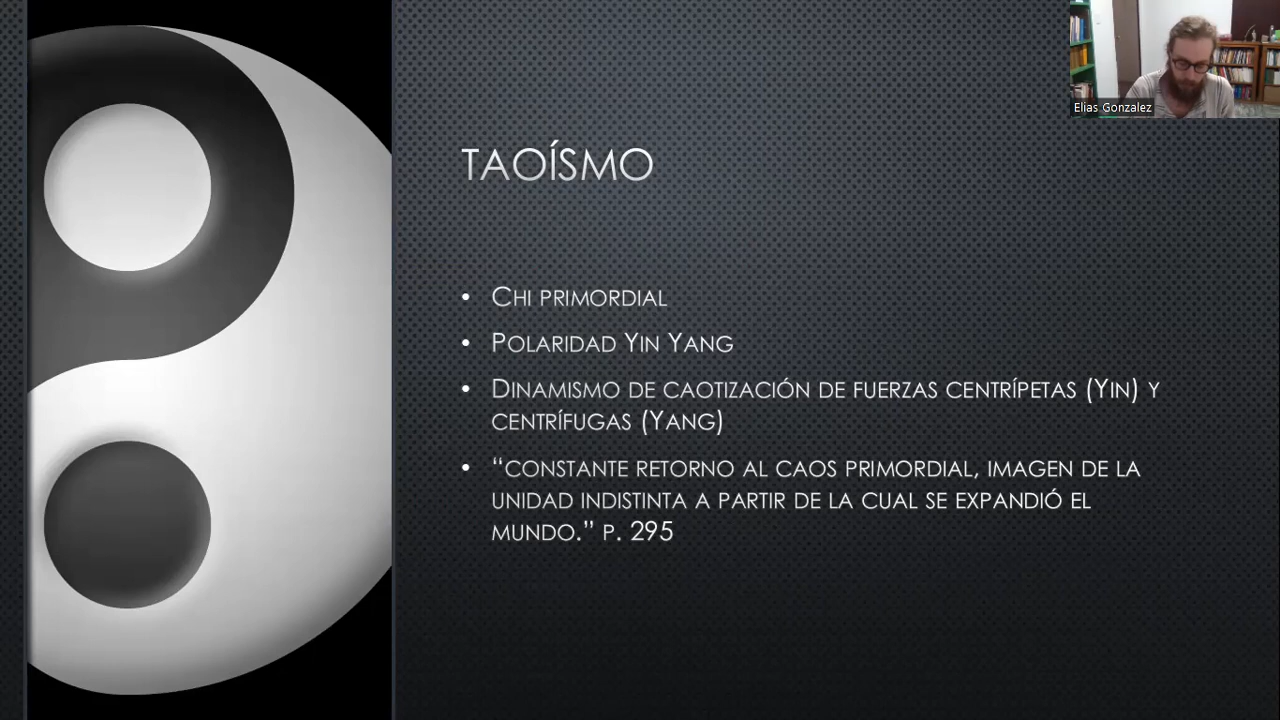 Elias Gonzalez
TAOÍSMO
• CHI PRIMORDIAL
• POLARIDAD YIN YANG
• DINAMISMO DE CAOTIZACIÓN DE FUERZAS CENTRÍPETAS (YIN) Y
CENTRÍFUGAS (YANG)
• “CONSTANTE RETORNO AL CAOS PRIMORDIAL, IMAGEN DE LA
UNIDAD INDISTINTA A PARTIR DE LA CUAL SE EXPANDIÓ EL
MUNDO.” P. 295